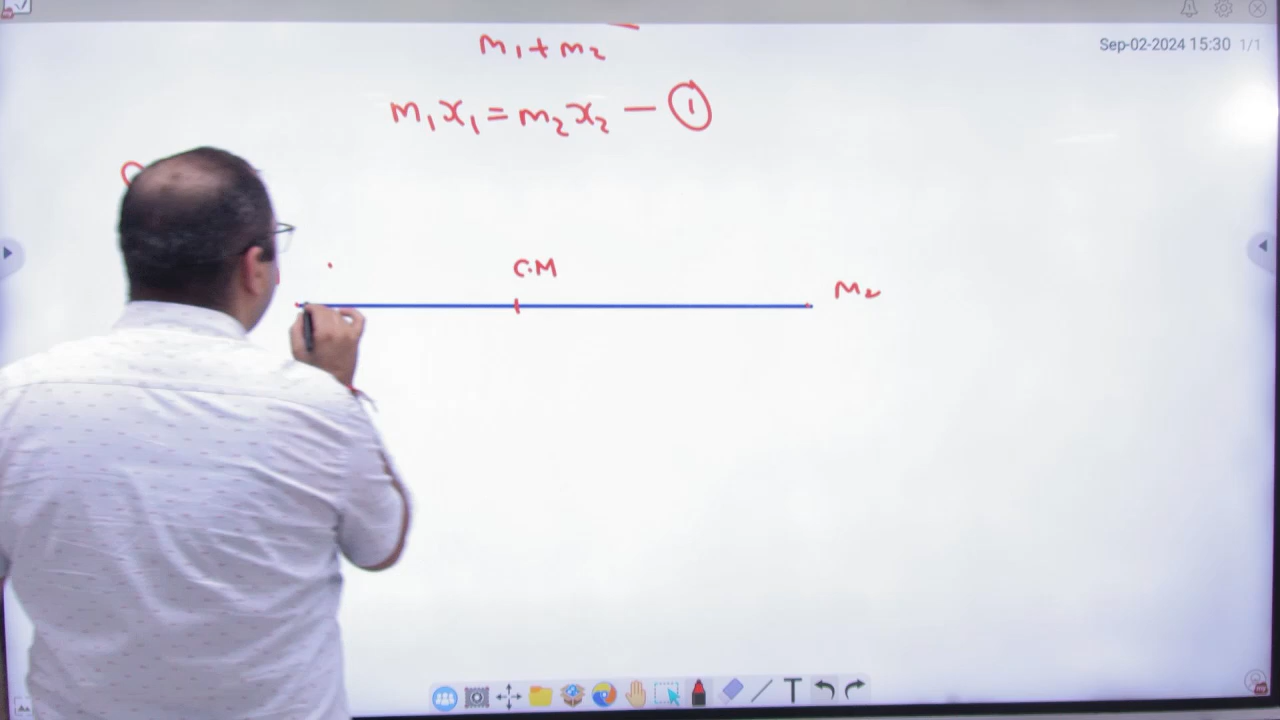 m₁ + m₂
Sep-02-2024 15:30 1/1
m₁x₁ = m₂x₂ — ①
C.M
M₂
T